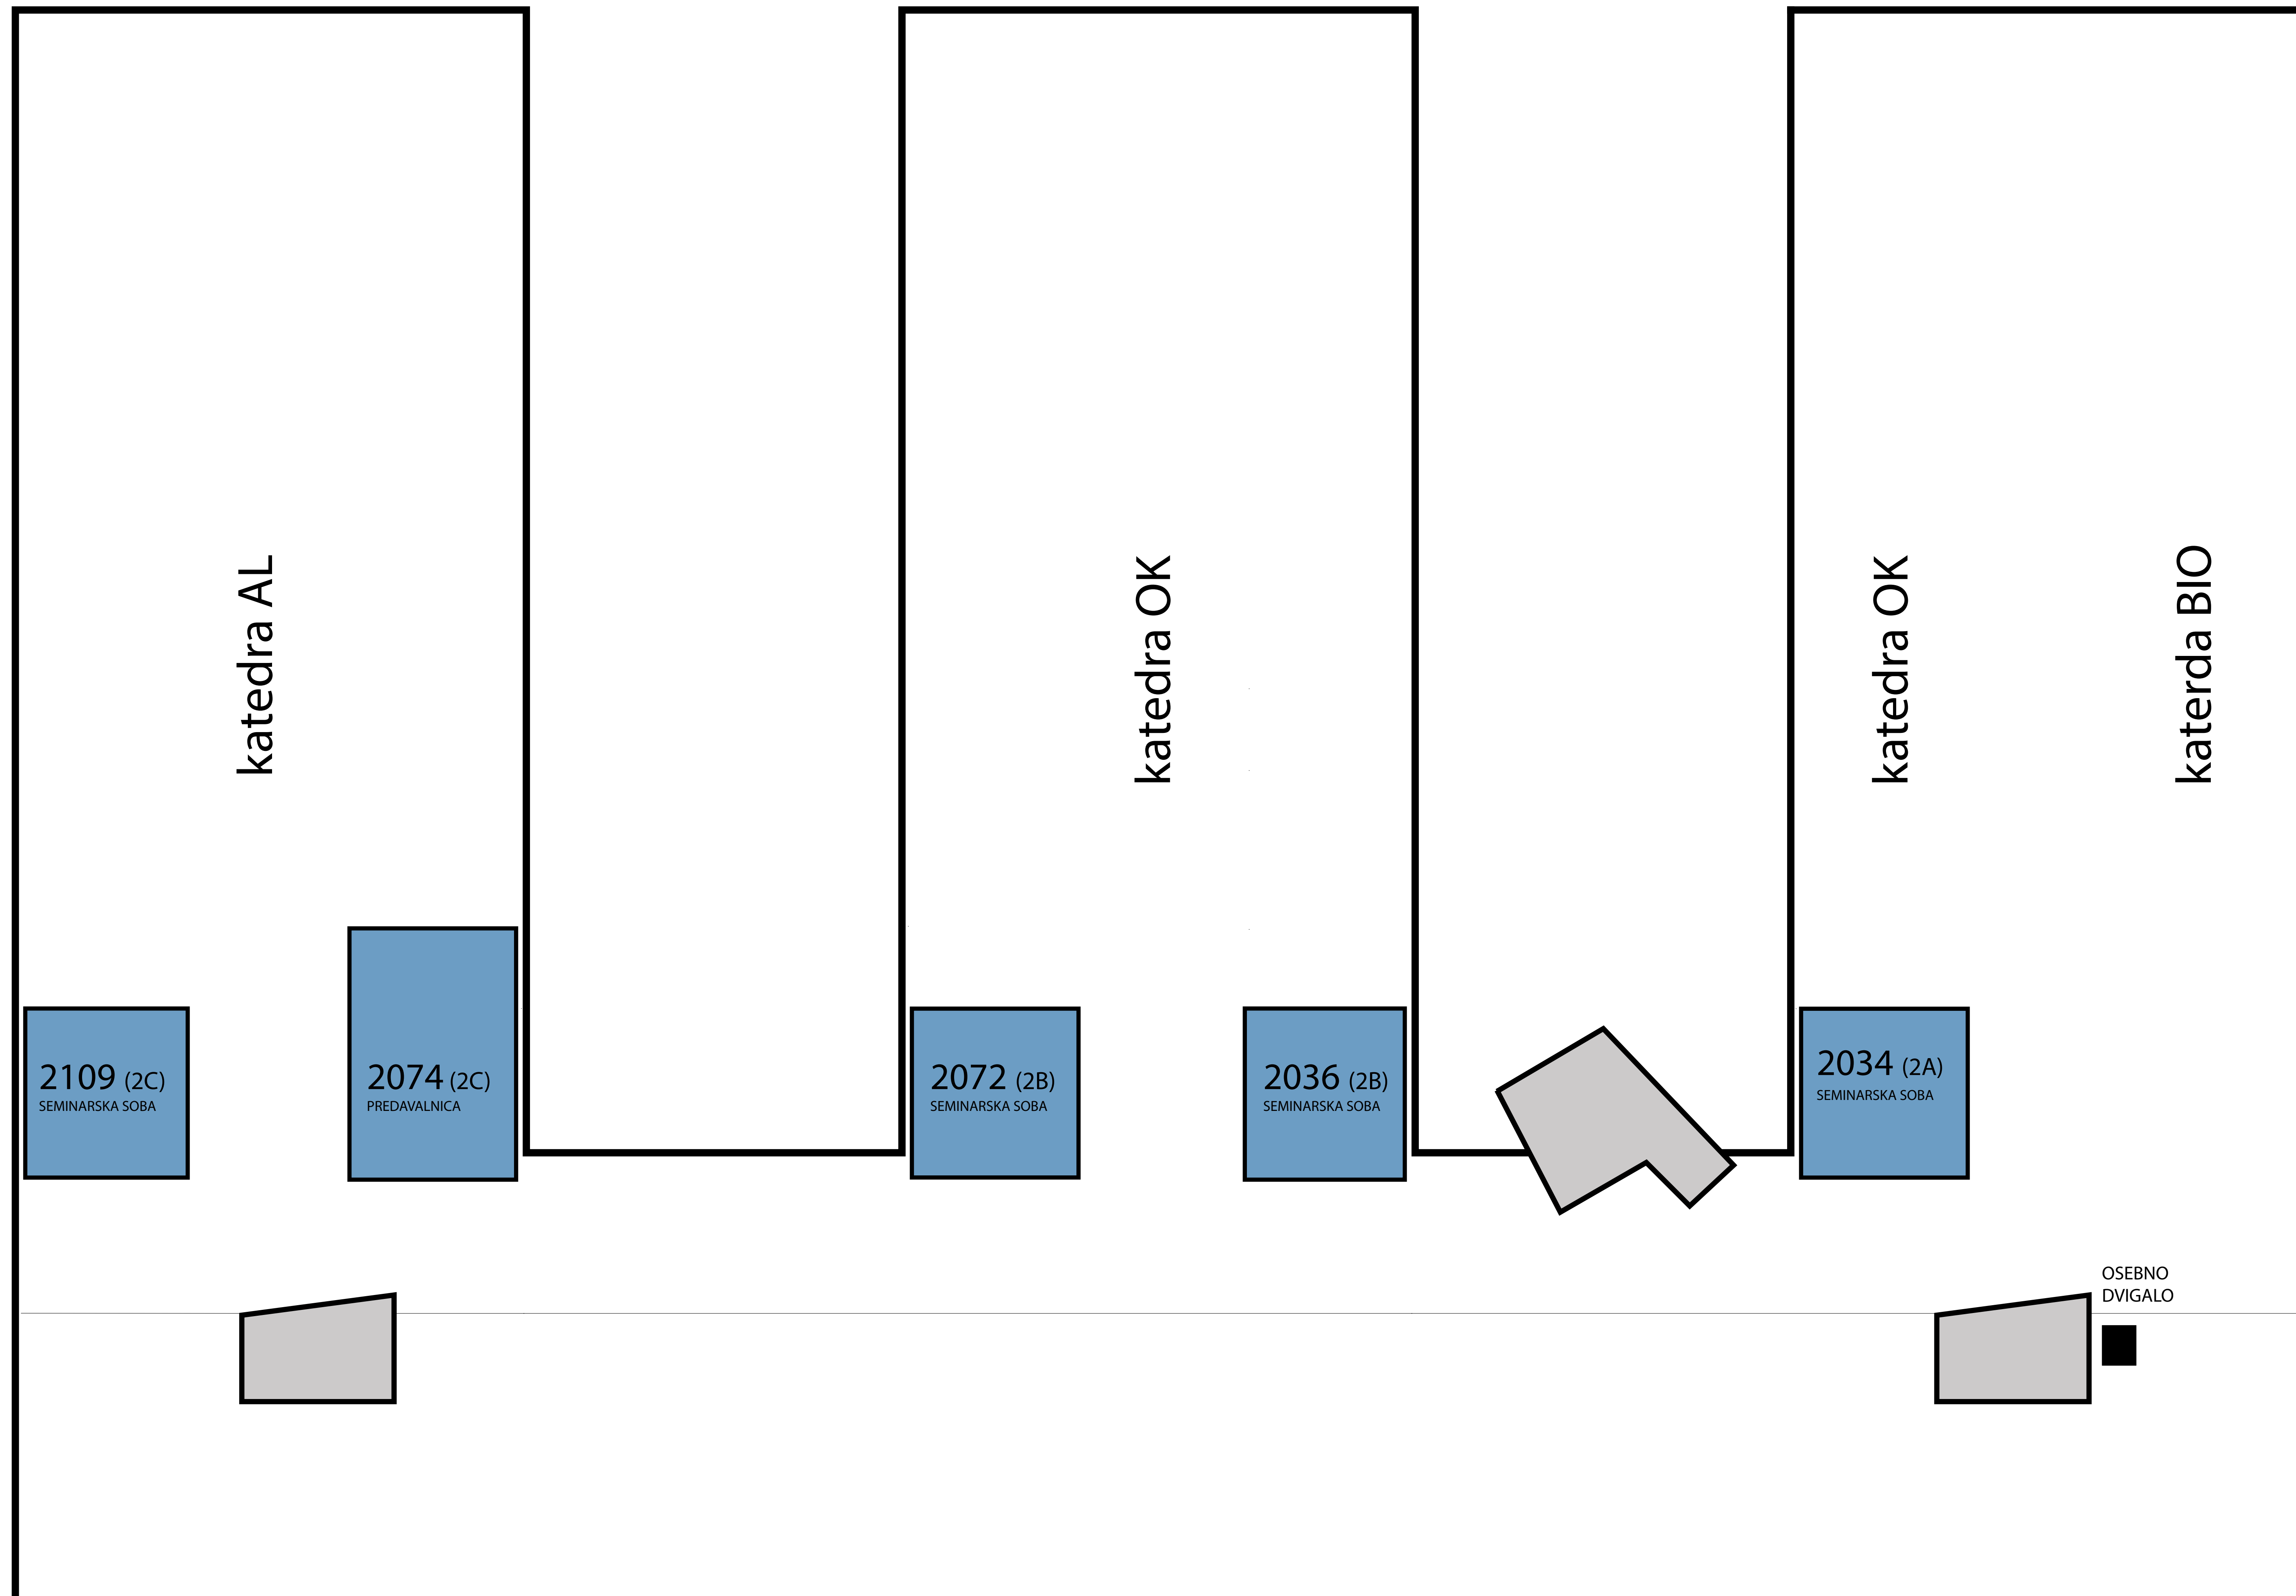 katedra AL
katedra OK
katedra OK
katerda BIO
2109 (2C)
SEMINARSKA SOBA
2074 (2C)
PREDAVALNICA
2072 (2B)
SEMINARSKA SOBA
2036 (2B)
SEMINARSKA SOBA
2034 (2A)
SEMINARSKA SOBA
OSEBNO
DVIGALO